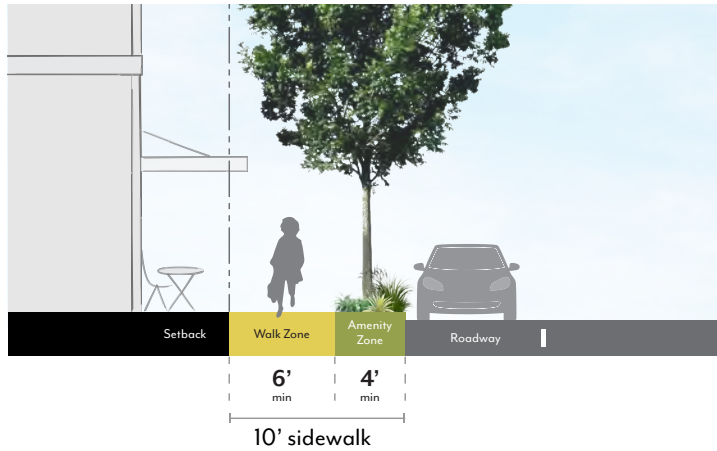 Setback
Walk Zone
Amenity
Zone
Roadway
6’
min
4’
min
10’ sidewalk